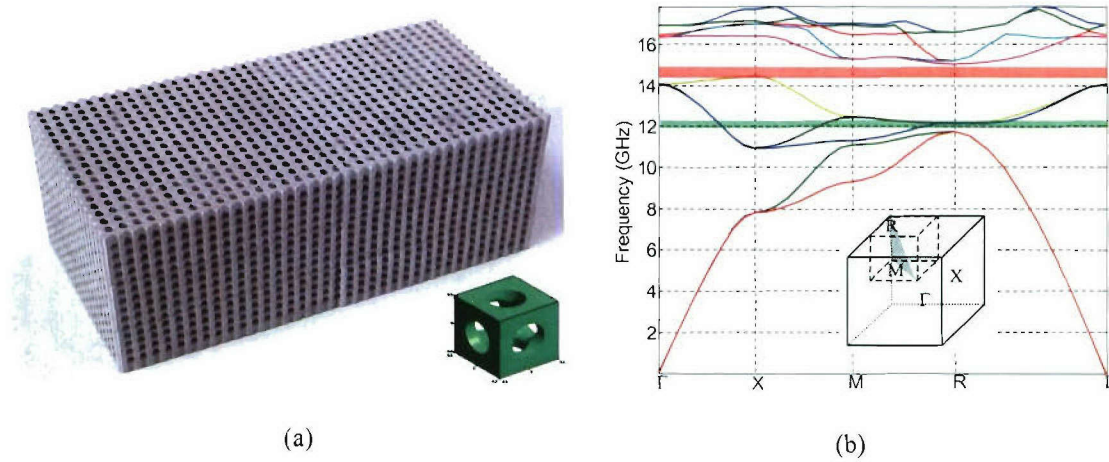 (a)
(b)
Frequency (GHz)
16
14
12
10
8
6
4
2
Γ X M R
R
M
X
Γ